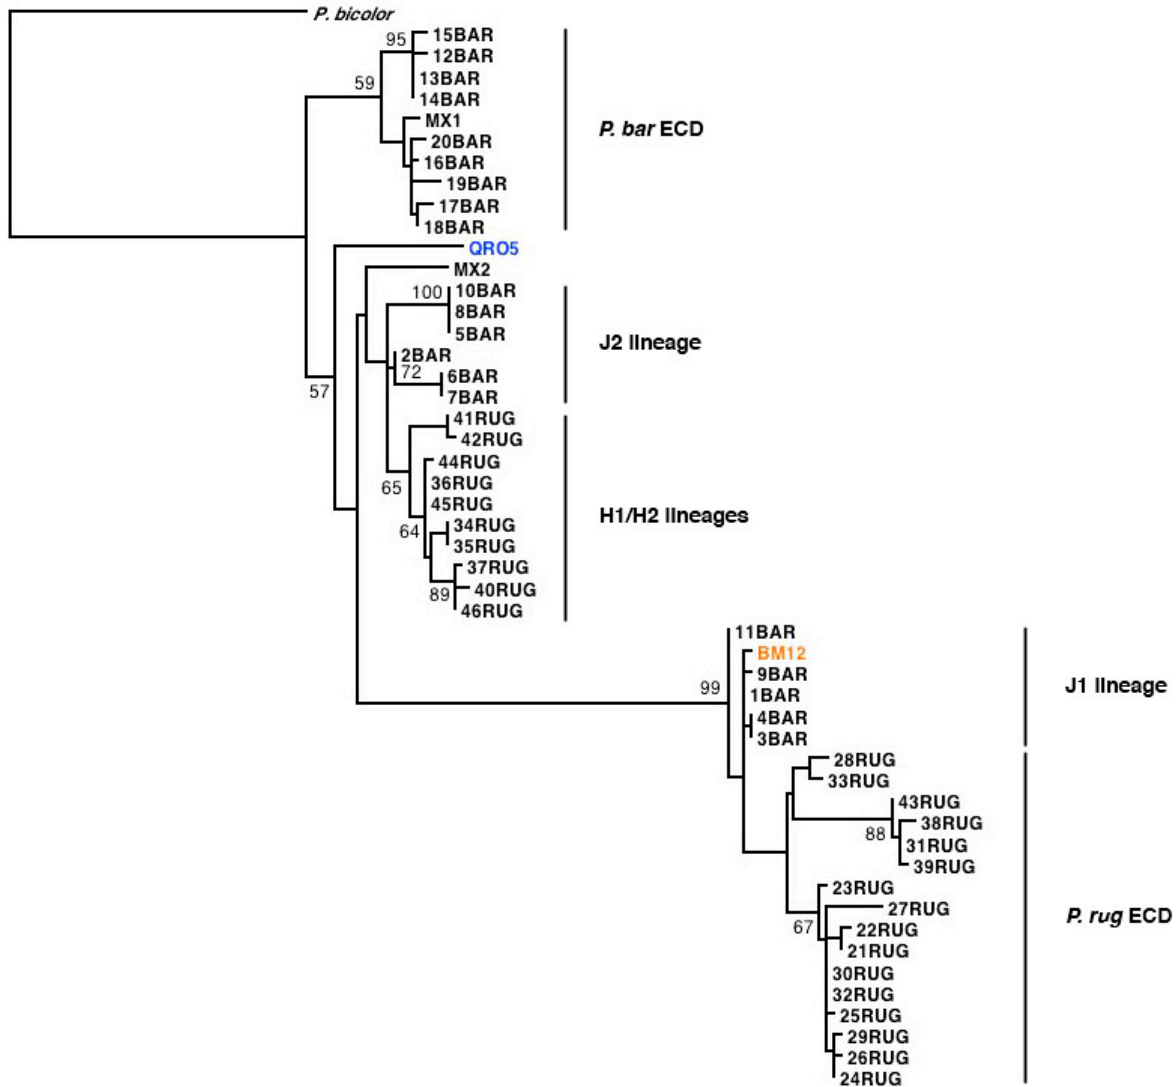 P. bicolor
15BAR
95
12BAR
13BAR
59
14BAR
MX1
P. bar ECD
20BAR
16BAR
19BAR
17BAR
18BAR
QRO5
MX2
10BAR
100
8BAR
5BAR
J2 lineage
2BAR
72
6BAR
7BAR
57
41RUG
42RUG
44RUG
36RUG
65
45RUG
H1/H2 lineages
34RUG
64
35RUG
37RUG
40RUG
89
46RUG
11BAR
BM12
9BAR
99
J1 lineage
1BAR
4BAR
3BAR
28RUG
33RUG
43RUG
38RUG
88
31RUG
39RUG
23RUG
27RUG
P. rug ECD
67
22RUG
21RUG
30RUG
32RUG
25RUG
29RUG
26RUG
24RUG